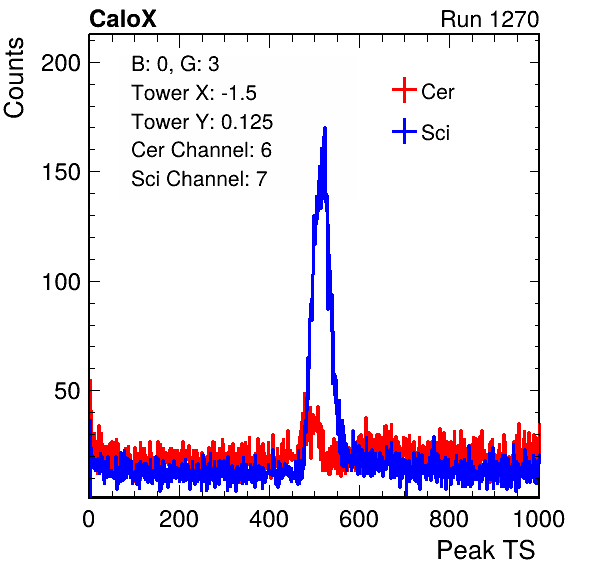 CaloX Run 1270
Counts
B: 0, G: 3
Tower X: -1.5
Tower Y: 0.125
Cer Channel: 6
Sci Channel: 7
Cer
Sci
200
150
100
50
0 200 400 600 800 1000
Peak TS